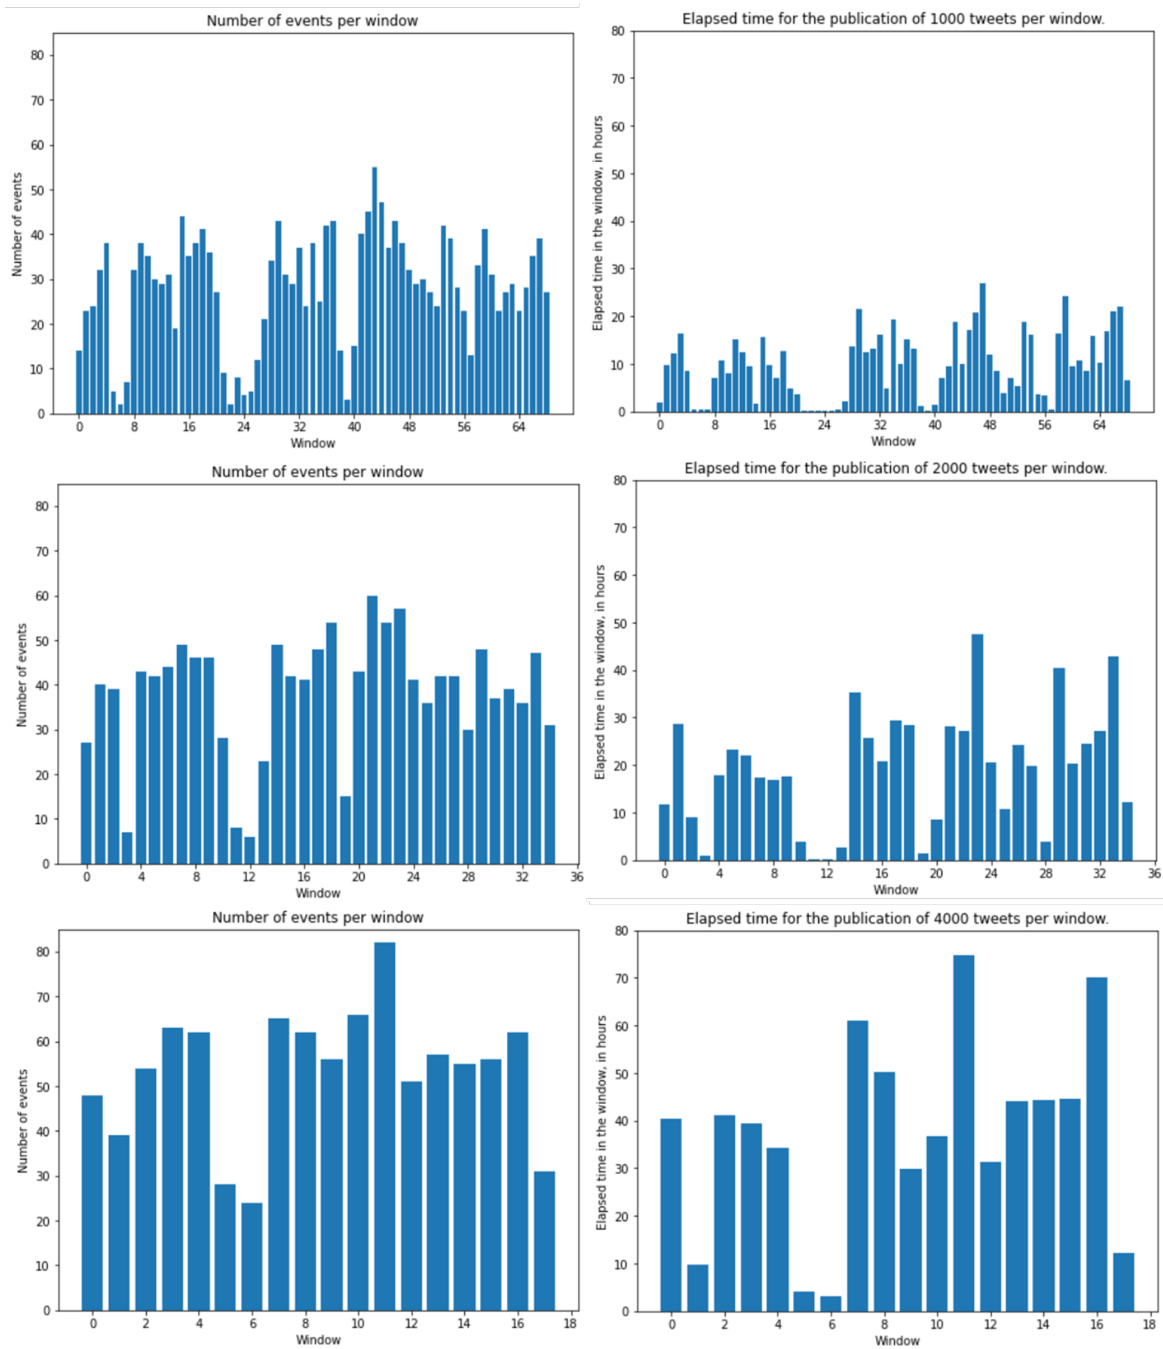 Number of events per window
80
70
60
50
40
30
20
10
0
Number of events
0 8 16 24 32 40 48 56 64
Window
Elapsed time for the publication of 1000 tweets per window.
80
70
60
50
40
30
20
10
0
Elapsed time in the window, in hours
0 8 16 24 32 40 48 56 64
Window
Number of events per window
80
70
60
50
40
30
20
10
0
Number of events
0 4 8 12 16 20 24 28 32 36
Window
Elapsed time for the publication of 2000 tweets per window.
80
70
60
50
40
30
20
10
0
Elapsed time in the window, in hours
0 4 8 12 16 20 24 28 32 36
Window
Number of events per window
80
70
60
50
40
30
20
10
0
Number of events
0 2 4 6 8 10 12 14 16 18
Window
Elapsed time for the publication of 4000 tweets per window.
80
70
60
50
40
30
20
10
0
Elapsed time in the window, in hours
0 2 4 6 8 10 12 14 16 18
Window